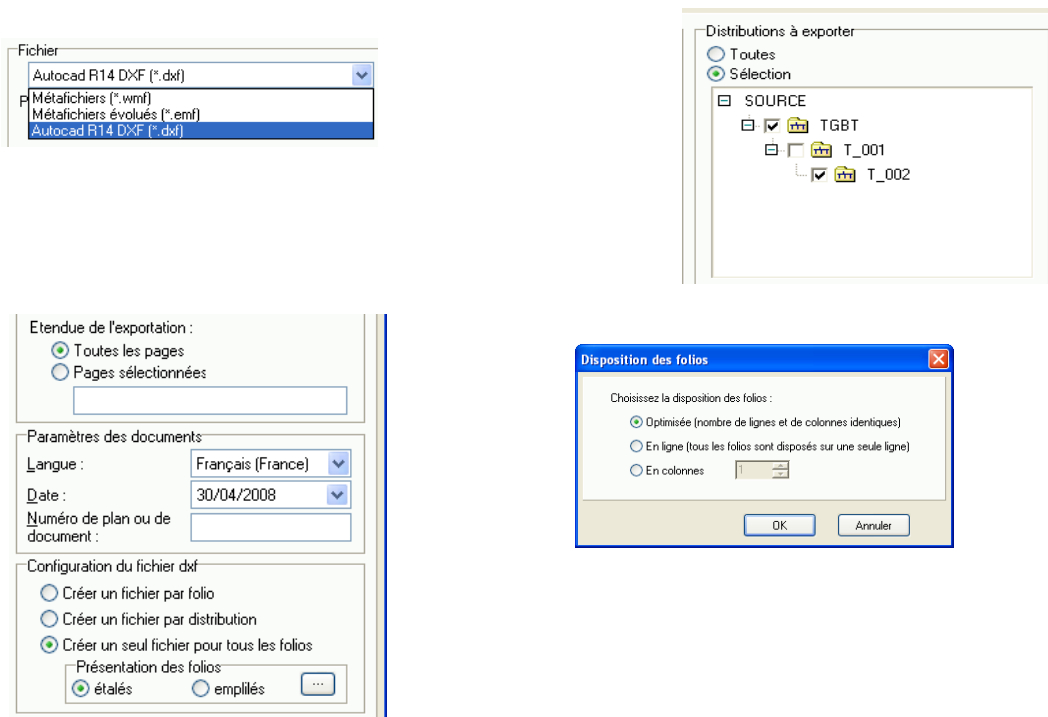 Fichier
Autocad R14 DXF (*.dxf)
P
Métafichiers (*.wmf)
Métafichiers évolués (*.emf)
Autocad R14 DXF (*.dxf)
Distributions à exporter
Toutes
Sélection
SOURCE
TGBT
T_001
T_002
Etendue de l'exportation :
Toutes les pages
Pages sélectionnées
Paramètres des documents
Langue : Français (France)
Date : 30/04/2008
Numéro de plan ou de
document :
Configuration du fichier dxf
Créer un fichier par folio
Créer un fichier par distribution
Créer un seul fichier pour tous les folios
Présentation des folios
étalés emplilés ...
Disposition des folios
Choisissez la disposition des folios :
Optimisée (nombre de lignes et de colonnes identiques)
En ligne (tous les folios sont disposés sur une seule ligne)
En colonnes 1
OK Annuler